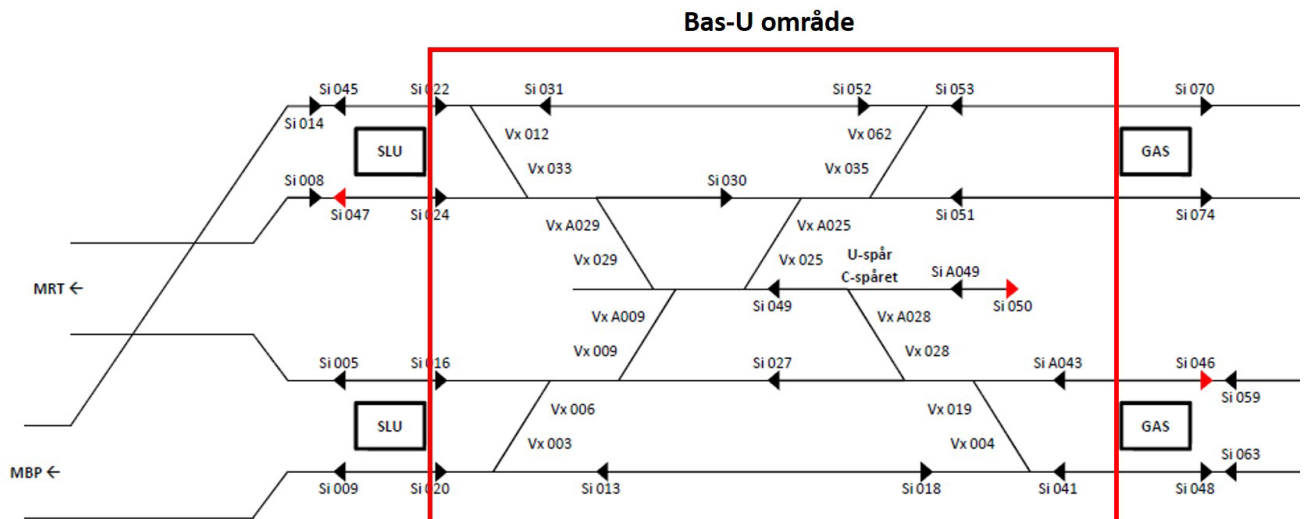 Bas-U område
Si 045 Si 022 Si 031 Si 052 Si 053 Si 070
Si 014
SLU
Vx 012
Vx 062
GAS
Vx 033
Vx 035
Si 008 Si 030
Si 047 Si 024 Si 051 Si 074
Vx A029
Vx A025
Vx 029
Vx 025
U-spår
C-spåret
Si A049
MRT ←
Si 049 Si 050
Vx A009
Vx A028
Vx 009
Vx 028
Si 005 Si 016 Si 027 Si A043 Si 046
Si 059
Vx 006
Vx 019
SLU
GAS
Vx 003
Vx 004
MBP ←
Si 063
Si 009 Si 020 Si 013 Si 018 Si 041 Si 048